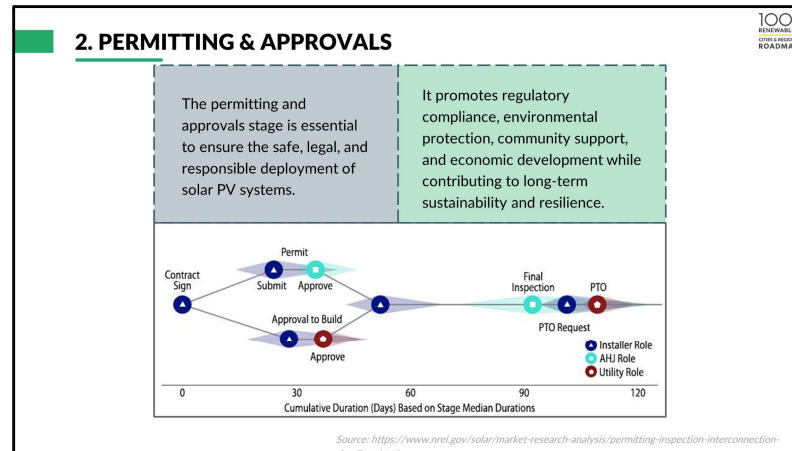 2. PERMITTING & APPROVALS
100
RENEWABL
CITIES & REGIO
ROADMA
The permitting and
approvals stage is essential
to ensure the safe, legal, and
responsible deployment of
solar PV systems.
It promotes regulatory
compliance, environmental
protection, community support,
and economic development while
contributing to long-term
sustainability and resilience.
Contract
Sign
Permit
Submit Approve
Approval to Build
Approve
Final
Inspection
PTO
PTO Request
Installer Role
AHJ Role
Utility Role
0 30 60 90 120
Cumulative Duration (Days) Based on Stage Median Durations
Source: https://www.nrel.gov/solar/market-research-analysis/permitting-inspection-interconnection-